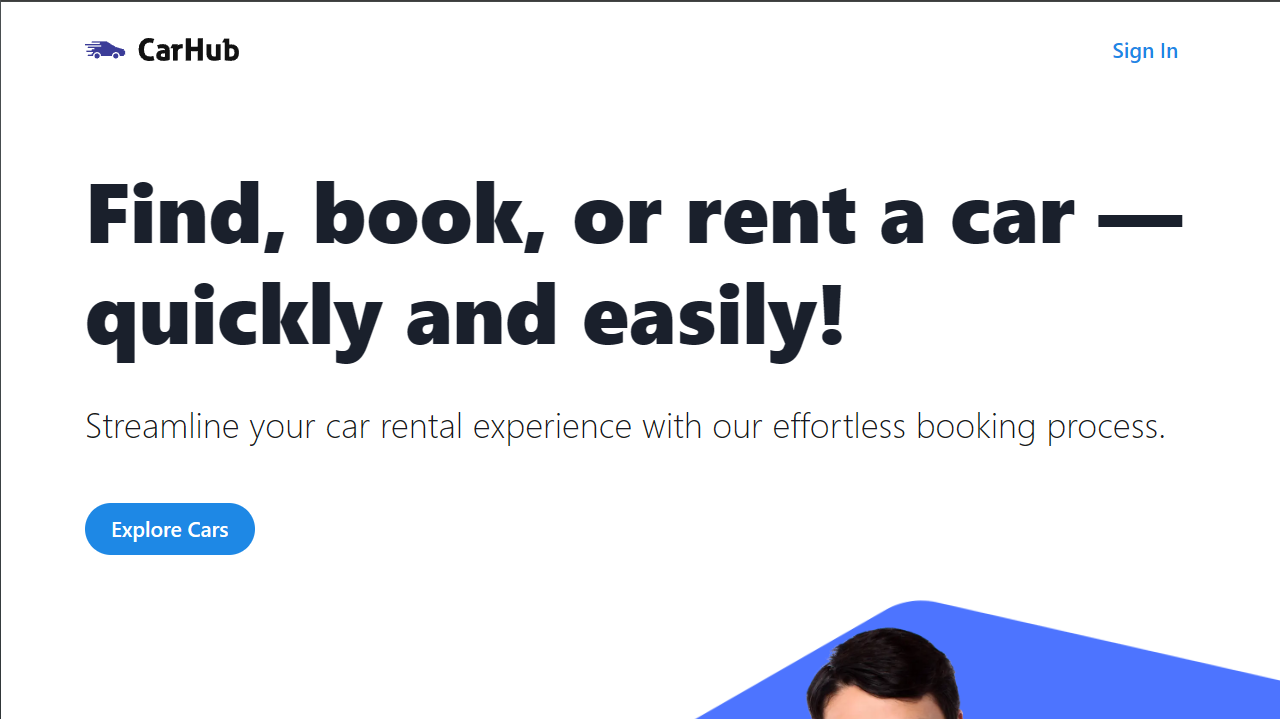 CarHub
Sign In
Find, book, or rent a car —
quickly and easily!
Streamline your car rental experience with our effortless booking process.
Explore Cars